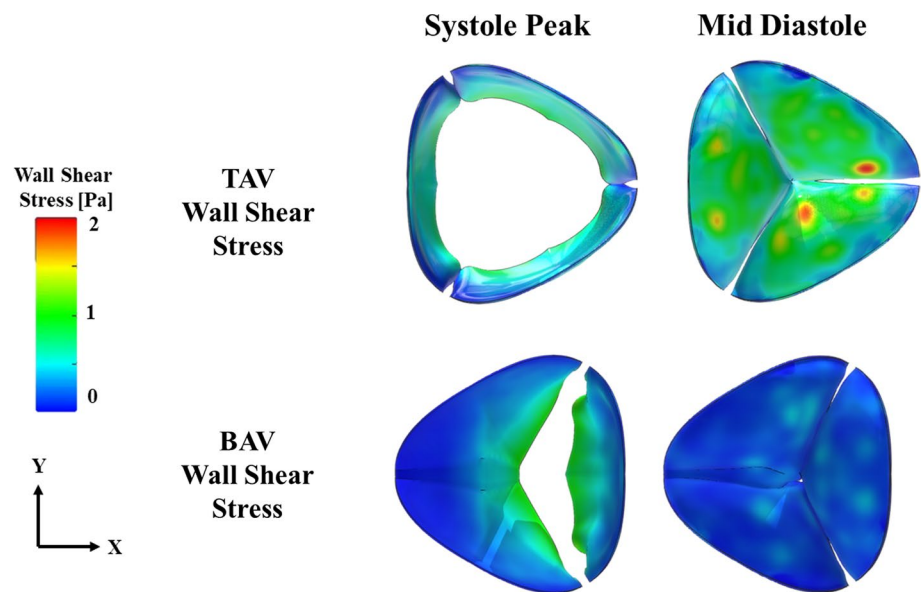 Systole Peak
Mid Diastole
Wall Shear
Stress [Pa]
2
1
0
TAV
Wall Shear
Stress
BAV
Wall Shear
Stress
Y
X